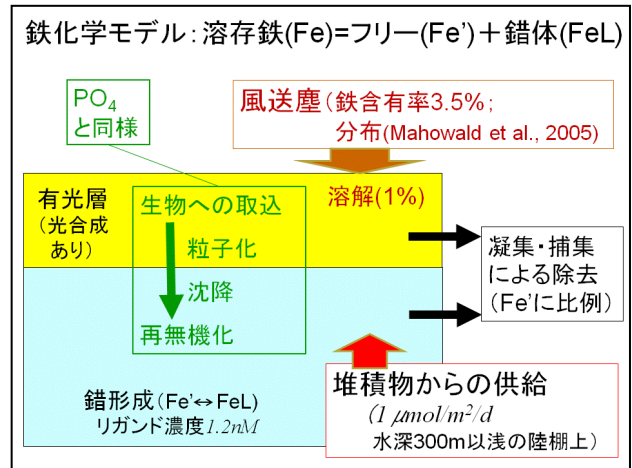 鉄化学モデル:溶存鉄(Fe)=フリー(Fe')+錯体(FeL)
PO4
と同様
風送塵(鉄含有率3.5%;
分布(Mahowald et al., 2005)
有光層
(光合成
あり)
生物への取込
粒子化
沈降
再無機化
溶解(1%)
凝集・捕集
による除去
(Fe'に比例)
錯形成(Fe'↔FeL)
リガンド濃度1.2nM
堆積物からの供給
(1 μmol/m²/d
水深300m以浅の陸棚上)